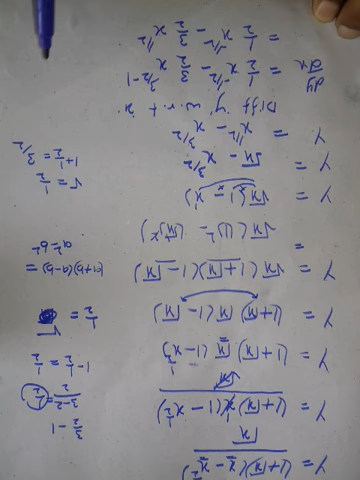 y = (1+√x)(x - x^{3/2}) / √x
3/2 - 1
y = (1+√x) x (1 - x^{1/2}) / √x
3-2/2 = 1/2
y = (1+√x) √x (1 - x^{1/2})
1 - 1/2 = 1/2
y = (1+√x) √x (1-√x)
1/2 = √
y = √x (1+√x)(1-√x)
(a+b)(a-b) = a²-b²
= √x ((1)² - (√x)²)
y = √x (1 - x)
√ = 1/2
y = √x - x^{3/2}
1 + 1/2 = 3/2
y = x^{1/2} - x^{3/2}
Diff 'y' w.r.t x
dy/dx = 1/2 x^{-1/2} - 3/2 x^{3/2 - 1}
= 1/2 x^{-1/2} - 3/2 x^{1/2}